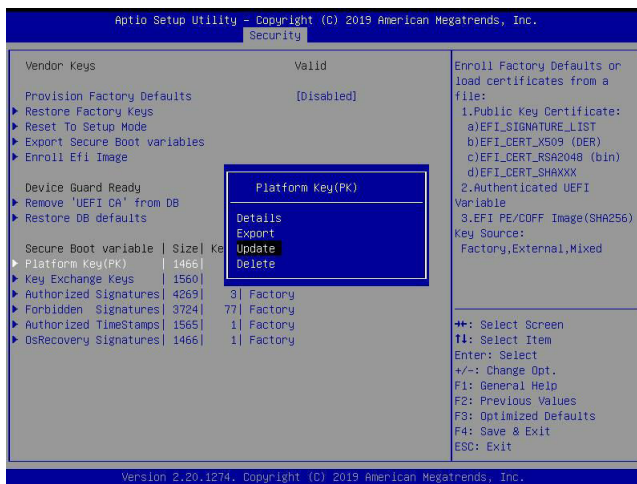 Aptio Setup Utility – Copyright (C) 2019 American Megatrends, Inc.
Security
Vendor Keys Valid
Provision Factory Defaults [Disabled]
Restore Factory Keys
Reset To Setup Mode
Export Secure Boot variables
Enroll Efi Image
Device Guard Ready
Remove 'UEFI CA' from DB
Restore DB defaults
Secure Boot variable | Size| Ke
Platform Key(PK) | 1466|
Key Exchange Keys | 1560|
Authorized Signatures| 4269| 3| Factory
Forbidden Signatures| 3724| 77| Factory
Authorized TimeStamps| 1565| 1| Factory
OsRecovery Signatures| 1466| 1| Factory
Platform Key(PK)
Details
Export
Update
Delete
Enroll Factory Defaults or
load certificates from a
file:
1.Public Key Certificate:
a)EFI_SIGNATURE_LIST
b)EFI_CERT_X509 (DER)
c)EFI_CERT_RSA2048 (bin)
d)EFI_CERT_SHAXXX
2.Authenticated UEFI
Variable
3.EFI PE/COFF Image(SHA256)
Key Source:
Factory,External,Mixed
→←: Select Screen
↑↓: Select Item
Enter: Select
+/-: Change Opt.
F1: General Help
F2: Previous Values
F3: Optimized Defaults
F4: Save & Exit
ESC: Exit
Version 2.20.1274. Copyright (C) 2019 American Megatrends, Inc.